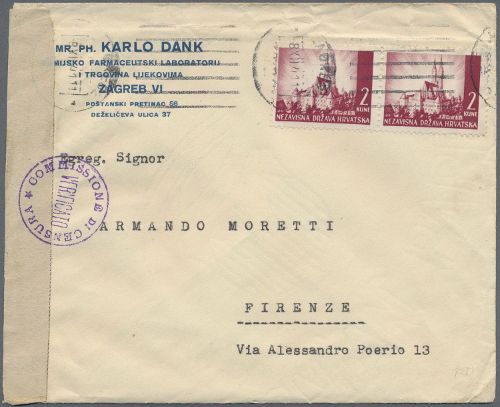 MR. PH. KARLO DANK
MIJSKO FARMACEUTSKI LABORATORIJ
TRGOVINA LIJEKOVIMA
ZAGREB VI
POŠTANSKI PRETINAC 56
DEŽELIĆEVA ULICA 37
2
KUNE
ZAGREB
NEZAVISNA DRŽAVA HRVATSKA
2
KUNE
ZAGREB
NEZAVISNA DRŽAVA HRVATSKA
Egreg. Signor
COMMISSIONE DI CENSURA
VERIFICATO
ARMANDO MORETTI
FIRENZE
Via Alessandro Poerio 13